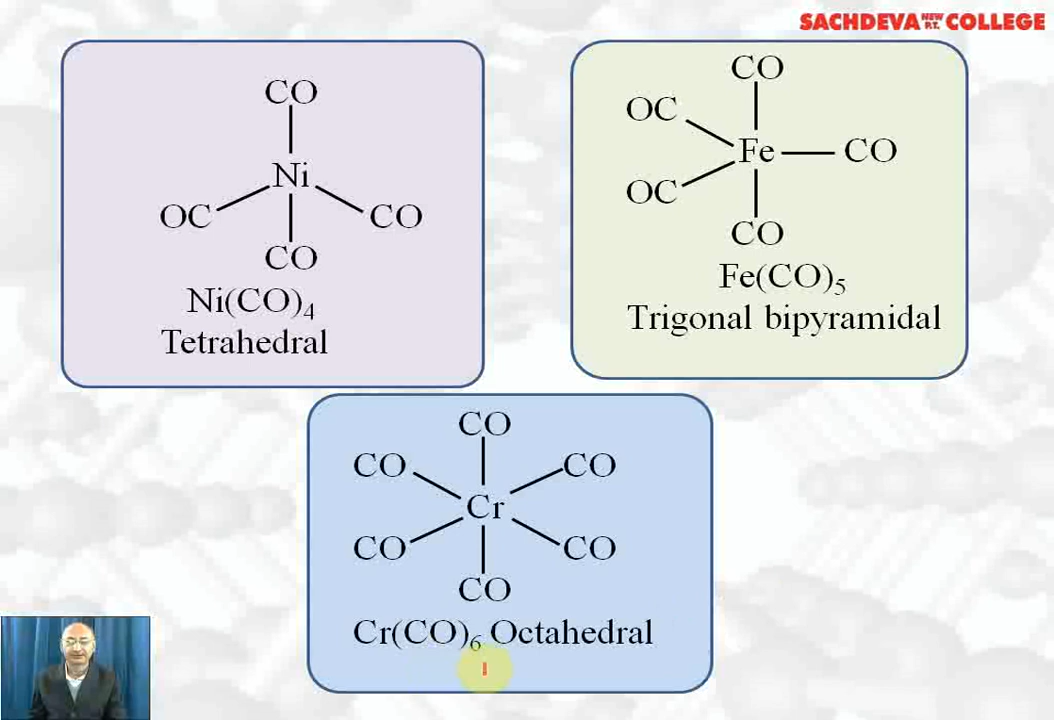 SACHDEVA NEW P.T. COLLEGE
CO
Ni
OC CO
CO
Ni(CO)₄
Tetrahedral
CO
OC
Fe CO
OC
CO
Fe(CO)₅
Trigonal bipyramidal
CO
CO CO
Cr
CO CO
CO
Cr(CO)₆ Octahedral